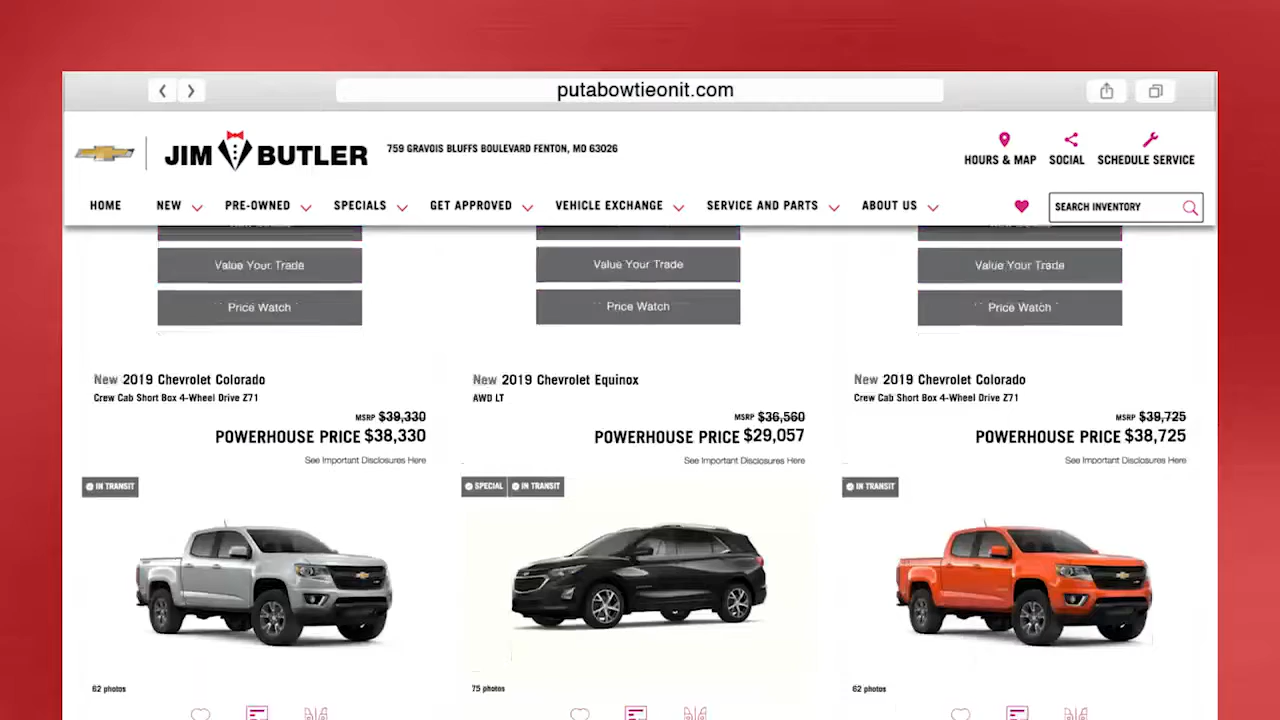 putabowtieonit.com
JIM BUTLER
759 GRAVOIS BLUFFS BOULEVARD FENTON, MO 63026
HOURS & MAP SOCIAL SCHEDULE SERVICE
HOME NEW PRE-OWNED SPECIALS GET APPROVED VEHICLE EXCHANGE SERVICE AND PARTS ABOUT US SEARCH INVENTORY
Value Your Trade Value Your Trade Value Your Trade
Price Watch Price Watch Price Watch
New 2019 Chevrolet Colorado
Crew Cab Short Box 4-Wheel Drive Z71
MSRP $39,330
POWERHOUSE PRICE $38,330
See Important Disclosures Here
IN TRANSIT
62 photos
New 2019 Chevrolet Equinox
AWD LT
MSRP $36,560
POWERHOUSE PRICE $29,057
See Important Disclosures Here
SPECIAL IN TRANSIT
75 photos
New 2019 Chevrolet Colorado
Crew Cab Short Box 4-Wheel Drive Z71
MSRP $39,725
POWERHOUSE PRICE $38,725
See Important Disclosures Here
IN TRANSIT
62 photos